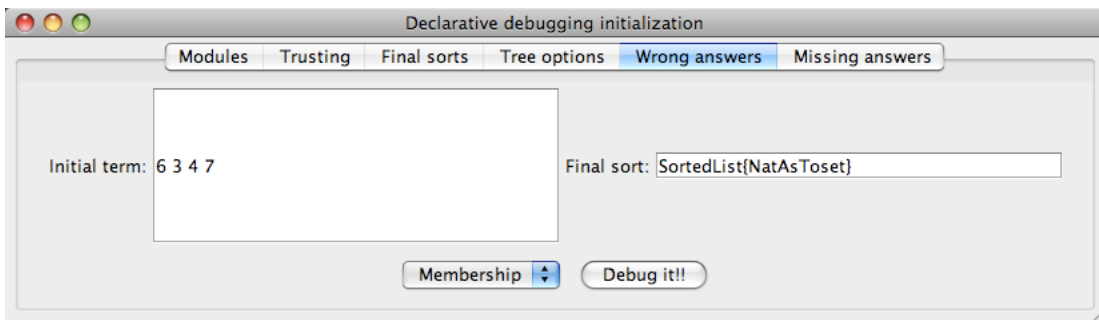 Declarative debugging initialization
Modules Trusting Final sorts Tree options Wrong answers Missing answers
Initial term: 6 3 4 7 Final sort: SortedList{NatAsToset}
Membership Debug it!!